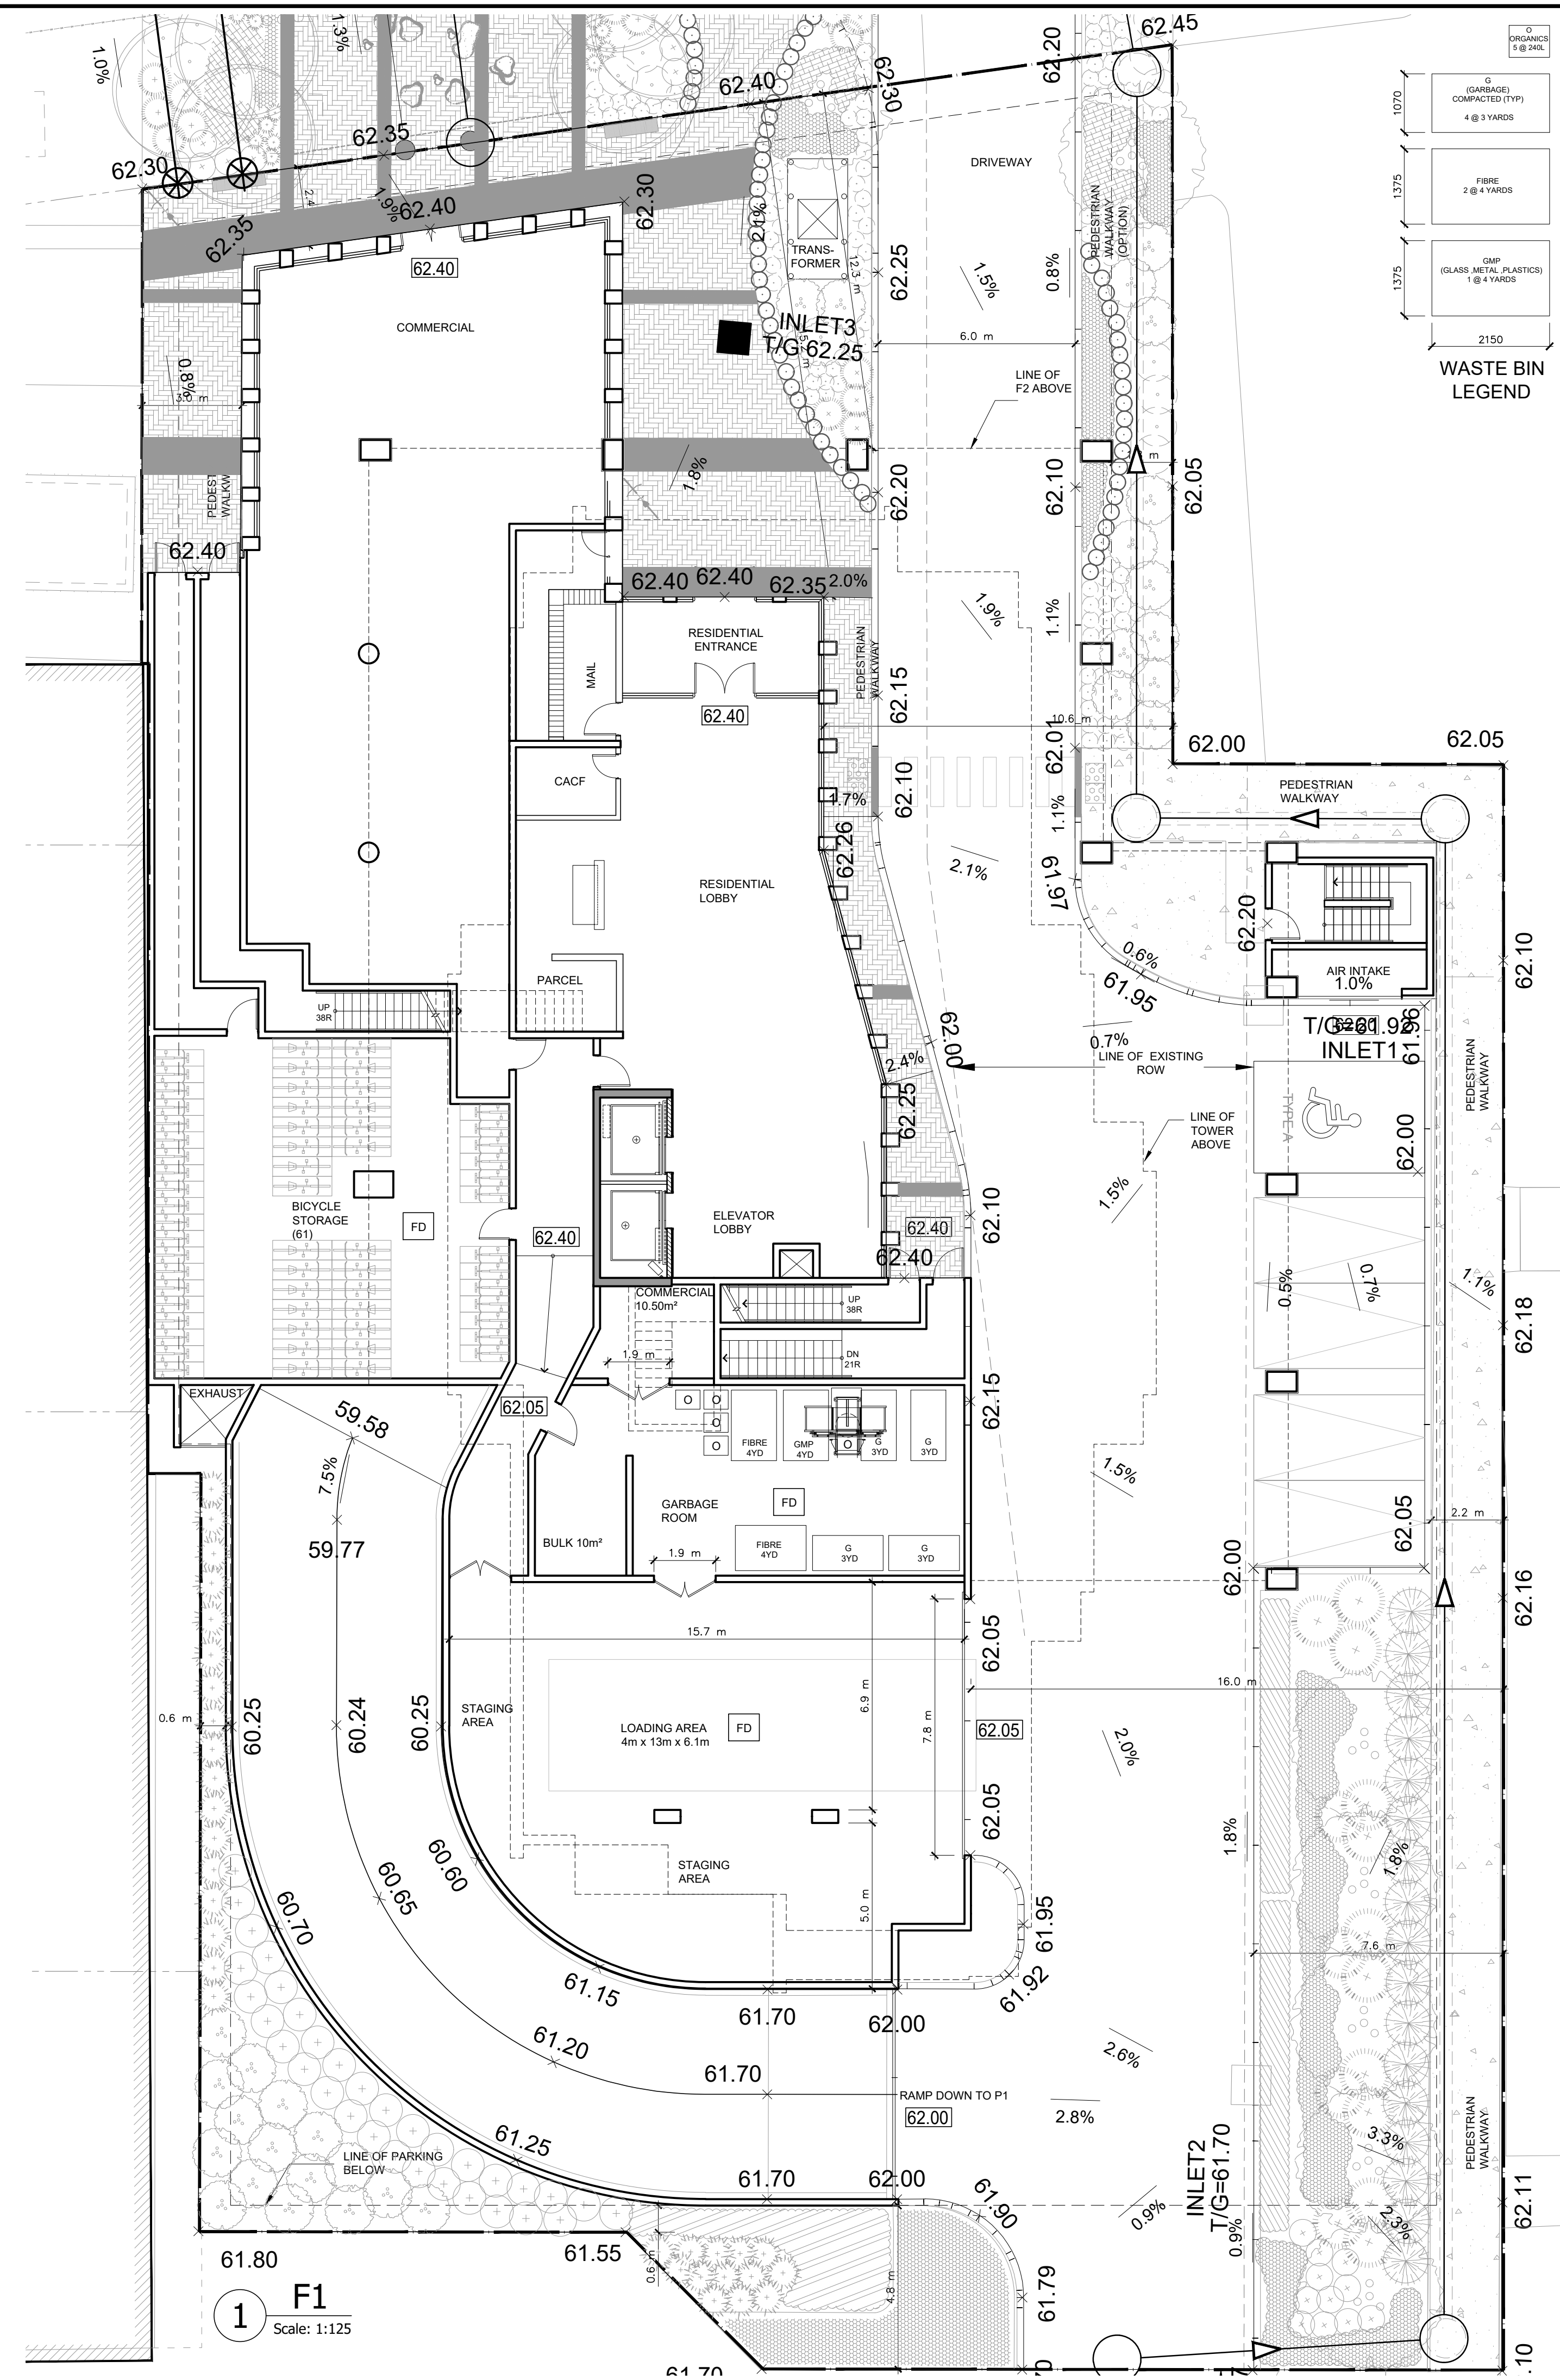 62.45
O
ORGANICS
5 @ 240L
1.0%
1.3%
62.20
62.30
62.40
G
(GARBAGE)
COMPACTED (TYP)
4 @ 3 YARDS
1070
62.35
DRIVEWAY
62.30
FIBRE
2 @ 4 YARDS
1375
1.9%
62.40
62.30
62.35
2.1%
PEDESTRIAN
WALKWAY
(OPTION)
62.40
TRANS-
FORMER
12.3 m
62.25
1.5%
0.8%
GMP
(GLASS ,METAL ,PLASTICS)
1 @ 4 YARDS
1375
COMMERCIAL
INLET3
T/G 62.25
6.0 m
2150
WASTE BIN
LEGEND
0.8%
3.0 m
LINE OF
F2 ABOVE
1.8%
62.20
62.10
62.05
62.40
62.40
62.40
62.35
2.0%
1.9%
1.1%
RESIDENTIAL
ENTRANCE
MAIL
PEDESTRIAN
WALKWAY
62.15
62.40
10.6 m
62.01
62.00
62.05
CACF
62.10
1.7%
1.1%
PEDESTRIAN
WALKWAY
62.26
2.1%
61.97
RESIDENTIAL
LOBBY
62.20
0.6%
61.95
AIR INTAKE
1.0%
62.10
PARCEL
UP
38R
62.00
0.7%
T/G=61.92
INLET1
61.96
LINE OF EXISTING
ROW
2.4%
PEDESTRIAN
WALKWAY
62.25
LINE OF
TOWER
ABOVE
TYPE A
62.00
1.5%
BICYCLE
STORAGE
(61)
FD
62.40
ELEVATOR
LOBBY
62.40
62.10
62.40
COMMERCIAL
10.50m²
UP
38R
0.5%
0.7%
1.1%
62.18
1.9 m
DN
21R
EXHAUST
59.58
62.05
O
O
O
O
FIBRE
4YD
GMP
4YD
O
G
3YD
G
3YD
62.15
7.5%
1.5%
GARBAGE
ROOM
FD
62.05
2.2 m
59.77
BULK 10m²
1.9 m
FIBRE
4YD
G
3YD
G
3YD
62.00
62.16
15.7 m
62.05
16.0 m
0.6 m
60.25
60.24
60.25
STAGING
AREA
LOADING AREA
4m x 13m x 6.1m
FD
6.9 m
7.8 m
62.05
2.0%
62.05
1.8%
1.8%
60.60
STAGING
AREA
60.65
5.0 m
60.70
61.95
7.6 m
61.15
61.92
61.70
62.00
61.20
2.6%
61.70
RAMP DOWN TO P1
62.00
2.8%
INLET2
T/G=61.70
3.3%
PEDESTRIAN
WALKWAY
61.25
LINE OF PARKING
BELOW
61.70
62.00
61.90
0.9%
0.9%
2.3%
62.11
61.80
61.55
0.6 m
4.8 m
61.79
1
F1
Scale: 1:125
61.70
.10